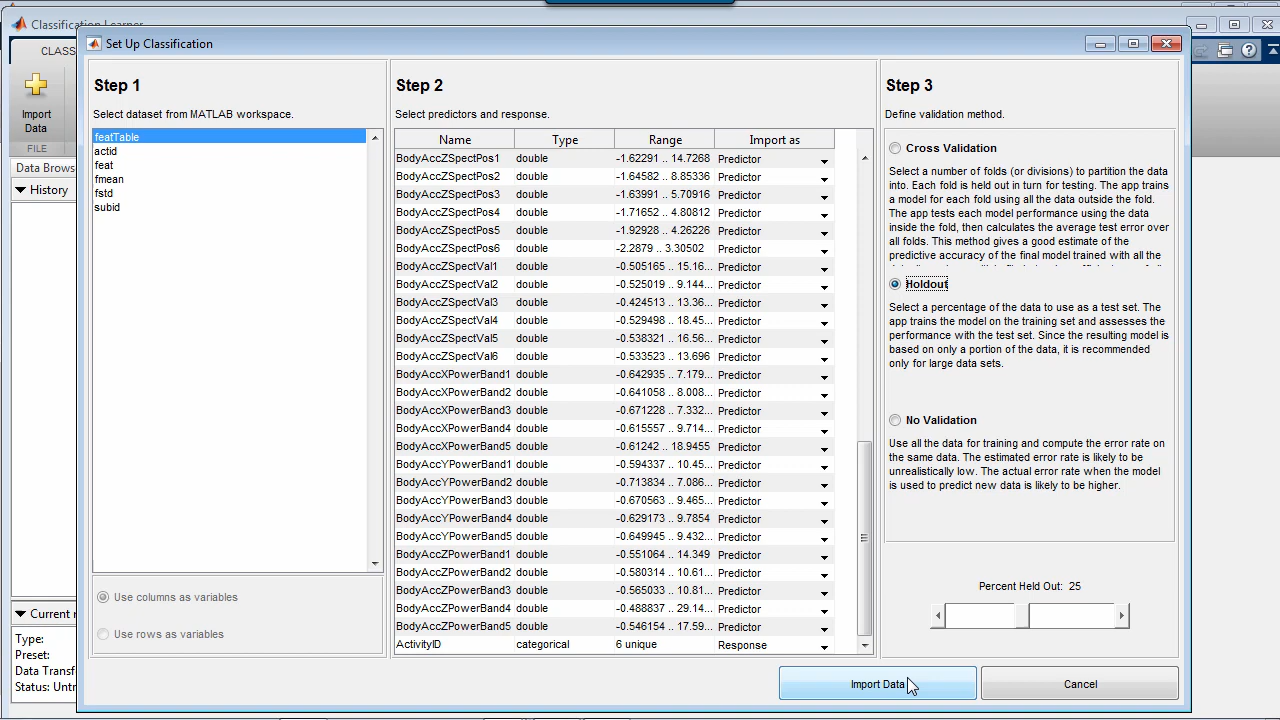 Classification Learner
Set Up Classification
CLASS
Import
Data
FILE
Data Brows
History
Current
Type:
Preset:
Data Transf
Status: Untr
Step 1
Select dataset from MATLAB workspace.
featTable
actid
feat
fmean
fstd
subid
Use columns as variables
Use rows as variables
Step 2
Select predictors and response.
Name Type Range Import as
BodyAccZSpectPos1 double -1.62291 .. 14.7268 Predictor
BodyAccZSpectPos2 double -1.64582 .. 8.85336 Predictor
BodyAccZSpectPos3 double -1.63991 .. 5.70916 Predictor
BodyAccZSpectPos4 double -1.71652 .. 4.80812 Predictor
BodyAccZSpectPos5 double -1.92928 .. 4.26226 Predictor
BodyAccZSpectPos6 double -2.2879 .. 3.30502 Predictor
BodyAccZSpectVal1 double -0.505165 .. 15.16... Predictor
BodyAccZSpectVal2 double -0.525019 .. 9.144... Predictor
BodyAccZSpectVal3 double -0.424513 .. 13.36... Predictor
BodyAccZSpectVal4 double -0.529498 .. 18.45... Predictor
BodyAccZSpectVal5 double -0.538321 .. 16.56... Predictor
BodyAccZSpectVal6 double -0.533523 .. 13.696 Predictor
BodyAccXPowerBand1 double -0.642935 .. 7.179... Predictor
BodyAccXPowerBand2 double -0.641058 .. 8.008... Predictor
BodyAccXPowerBand3 double -0.671228 .. 7.332... Predictor
BodyAccXPowerBand4 double -0.615557 .. 9.714... Predictor
BodyAccXPowerBand5 double -0.61242 .. 18.9455 Predictor
BodyAccYPowerBand1 double -0.594337 .. 10.45... Predictor
BodyAccYPowerBand2 double -0.713834 .. 7.086... Predictor
BodyAccYPowerBand3 double -0.670563 .. 9.465... Predictor
BodyAccYPowerBand4 double -0.629173 .. 9.7854 Predictor
BodyAccYPowerBand5 double -0.649945 .. 9.432... Predictor
BodyAccZPowerBand1 double -0.551064 .. 14.349 Predictor
BodyAccZPowerBand2 double -0.580314 .. 10.61... Predictor
BodyAccZPowerBand3 double -0.565033 .. 10.81... Predictor
BodyAccZPowerBand4 double -0.488837 .. 29.14... Predictor
BodyAccZPowerBand5 double -0.546154 .. 17.59... Predictor
ActivityID categorical 6 unique Response
Step 3
Define validation method.
Cross Validation
Select a number of folds (or divisions) to partition the data
into. Each fold is held out in turn for testing. The app trains
a model for each fold using all the data outside the fold.
The app tests each model performance using the data
inside the fold, then calculates the average test error over
all folds. This method gives a good estimate of the
predictive accuracy of the final model trained with all the
Holdout
Select a percentage of the data to use as a test set. The
app trains the model on the training set and assesses the
performance with the test set. Since the resulting model is
based on only a portion of the data, it is recommended
only for large data sets.
No Validation
Use all the data for training and compute the error rate on
the same data. The estimated error rate is likely to be
unrealistically low. The actual error rate when the model
is used to predict new data is likely to be higher.
Percent Held Out: 25
Import Data
Cancel